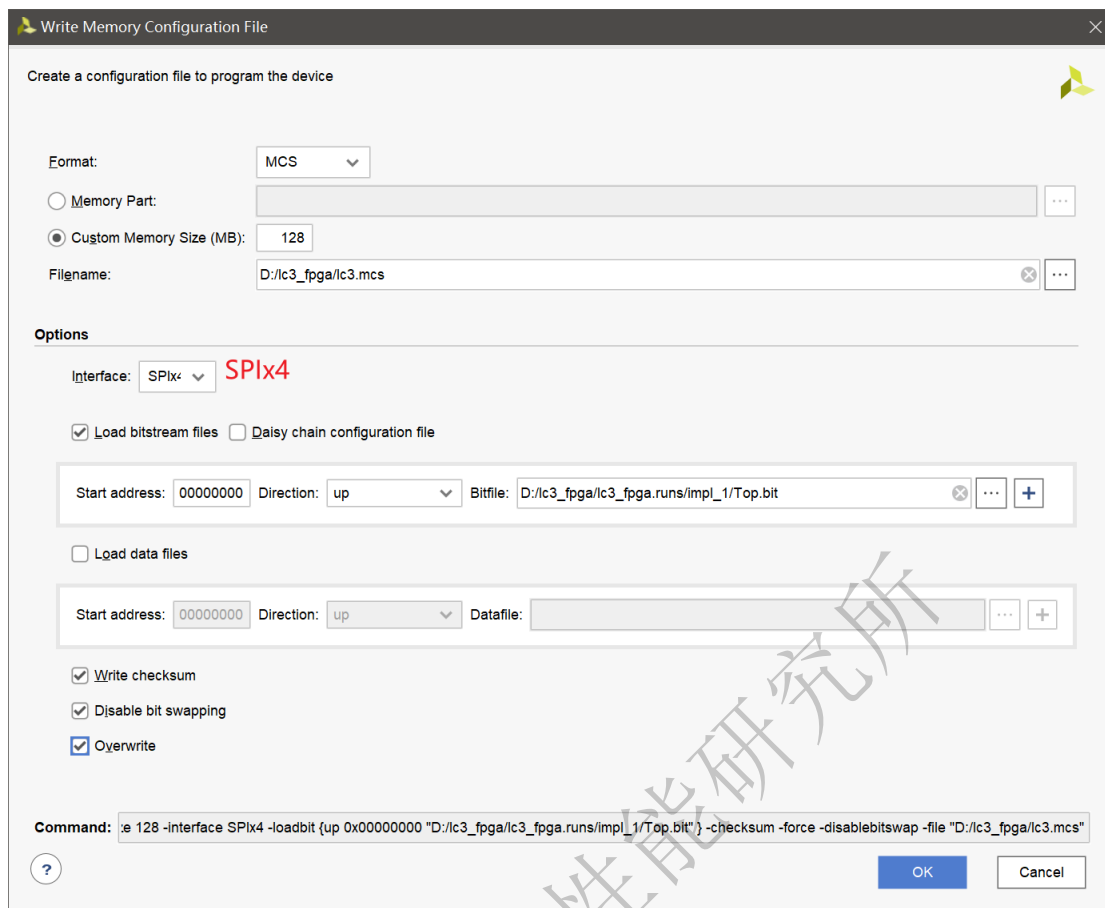 Write Memory Configuration File
Create a configuration file to program the device
Format: MCS
Memory Part: ...
Custom Memory Size (MB): 128
Filename: D:/lc3_fpga/lc3.mcs ...
Options
Interface: SPIx4 SPIx4
Load bitstream files Daisy chain configuration file
Start address: 00000000 Direction: up Bitfile: D:/lc3_fpga/lc3_fpga.runs/impl_1/Top.bit ... +
Load data files
Start address: 00000000 Direction: up Datafile: ... +
Write checksum
Disable bit swapping
Overwrite
Command: :e 128 -interface SPIx4 -loadbit {up 0x00000000 "D:/lc3_fpga/lc3_fpga.runs/impl_1/Top.bit" } -checksum -force -disablebitswap -file "D:/lc3_fpga/lc3.mcs"
? OK Cancel
性能研究所